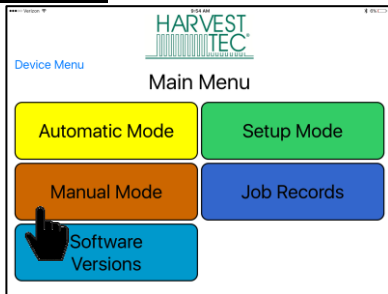 Verizon
9:54 AM
HARVEST
TEC
Device Menu
Main Menu
Automatic Mode
Setup Mode
Manual Mode
Job Records
Software
Versions